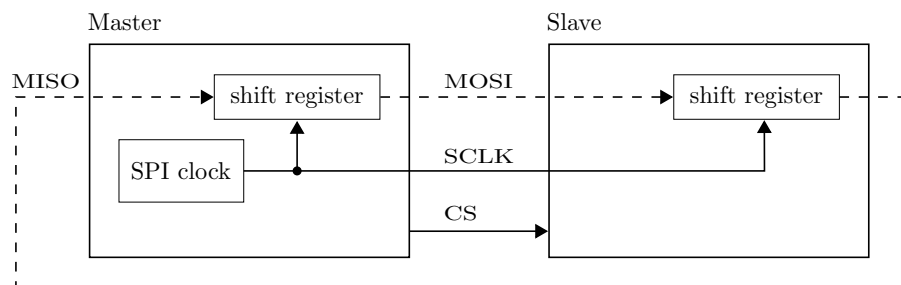 Master
Slave
MISO
shift register
MOSI
shift register
SPI clock
SCLK
CS